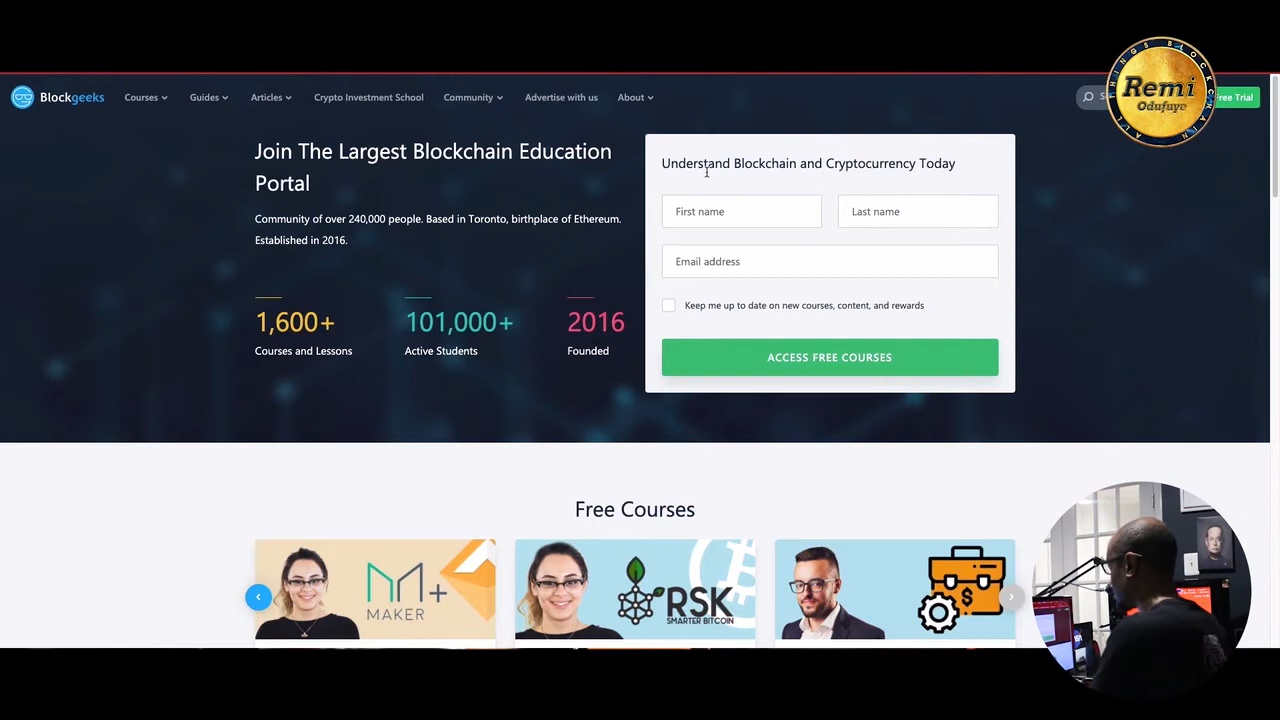 Blockgeeks
Courses
Guides
Articles
Crypto Investment School
Community
Advertise with us
About
Free Trial
ALL THINGS BLOCKCHAIN
Remi
Odufuye
Join The Largest Blockchain Education
Portal
Community of over 240,000 people. Based in Toronto, birthplace of Ethereum.
Established in 2016.
1,600+
Courses and Lessons
101,000+
Active Students
2016
Founded
Understand Blockchain and Cryptocurrency Today
First name
Last name
Email address
Keep me up to date on new courses, content, and rewards
ACCESS FREE COURSES
Free Courses
MAKER
RSK
SMARTER BITCOIN